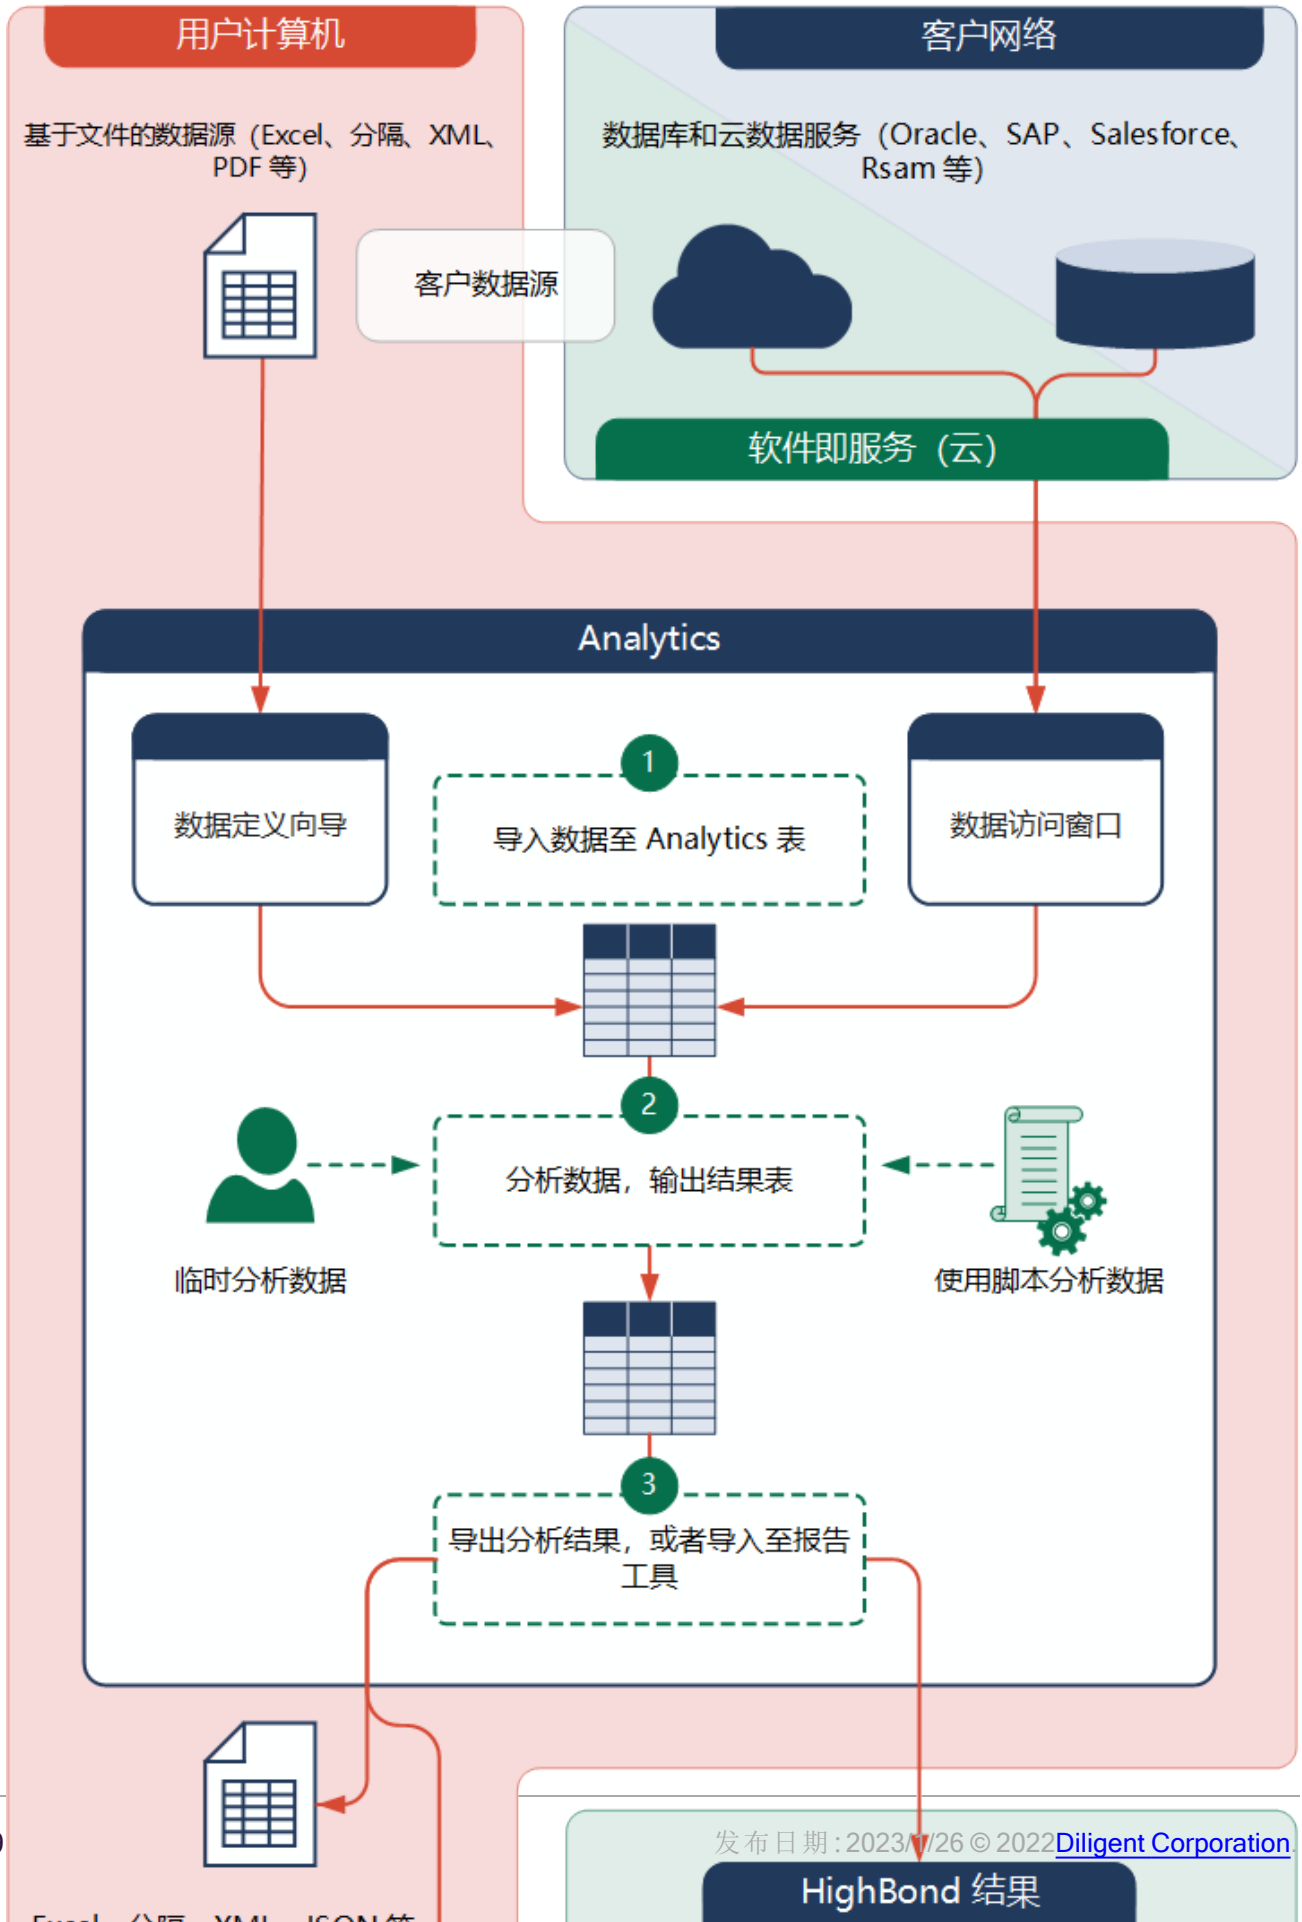 用户计算机
客户网络
基于文件的数据源（Excel、分隔、XML、
PDF 等）
数据库和云数据服务（Oracle、SAP、Salesforce、
Rsam 等）
客户数据源
软件即服务（云）
Analytics
数据定义向导
1
导入数据至 Analytics 表
数据访问窗口
2
分析数据，输出结果表
临时分析数据
使用脚本分析数据
3
导出分析结果，或者导入至报告
工具
发布日期：2023/1/26 © 2022Diligent Corporation.
HighBond 结果
Excel、分隔、XML、JSON 等